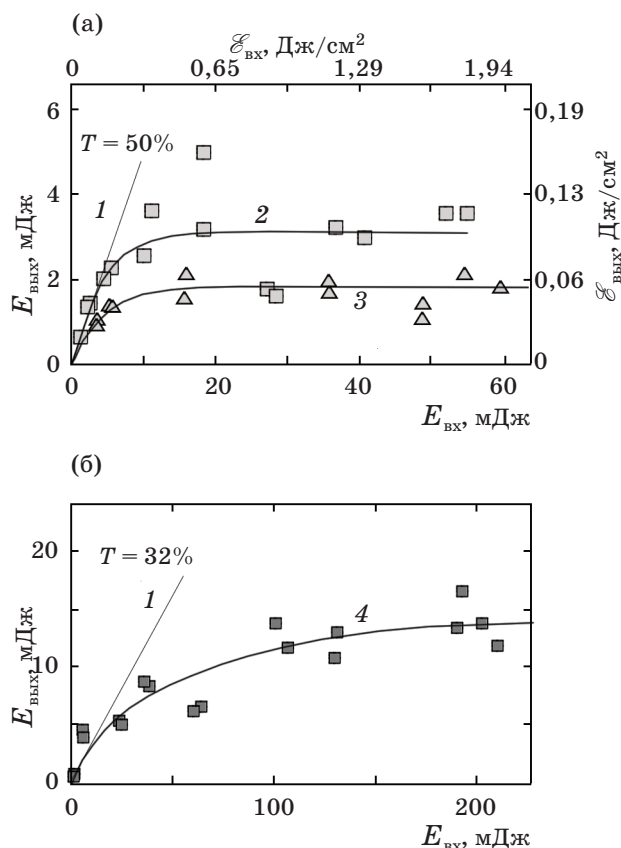 (а)
ℰвх, Дж/см²
0 0,65 1,29 1,94
6 0,19
T = 50%
4 0,13
1 2
Eвых, мДж
ℰвых, Дж/см²
2 0,06
3
0 0
0 20 40 60
Eвх, мДж
(б)
20
T = 32%
1 4
Eвых, мДж
10
0
0 100 200
Eвх, мДж